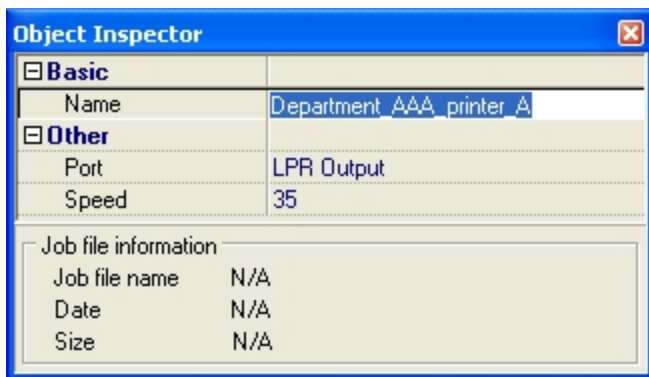 Object Inspector
Basic
Name Department_AAA_printer_A
Other
Port LPR Output
Speed 35
Job file information
Job file name N/A
Date N/A
Size N/A